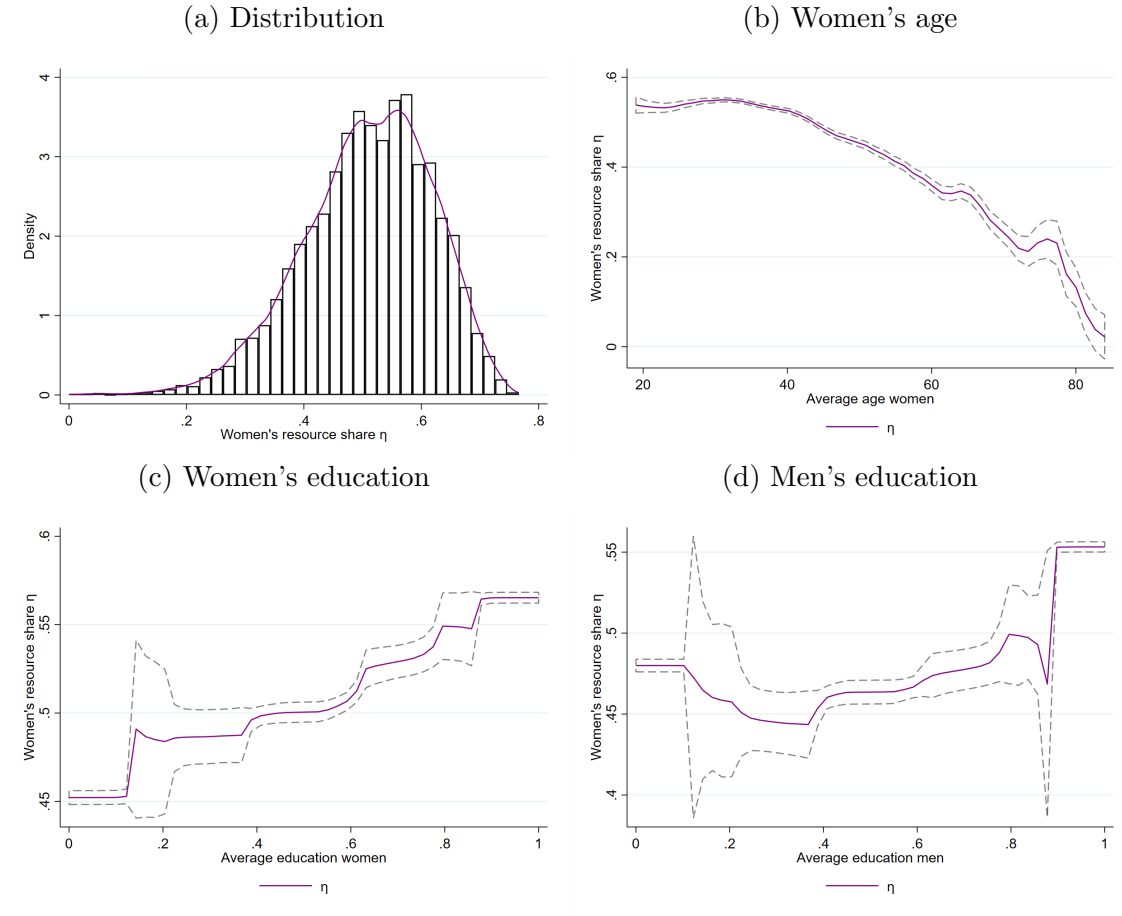 (a) Distribution
Density
4
3
2
1
0
0 .2 .4 .6 .8
Women's resource share η
(b) Women's age
Women's resource share η
.6
.4
.2
0
20 40 60 80
Average age women
η
(c) Women's education
Women's resource share η
.6
.55
.5
.45
0 .2 .4 .6 .8 1
Average education women
η
(d) Men's education
Women's resource share η
.55
.5
.45
.4
0 .2 .4 .6 .8 1
Average education men
η